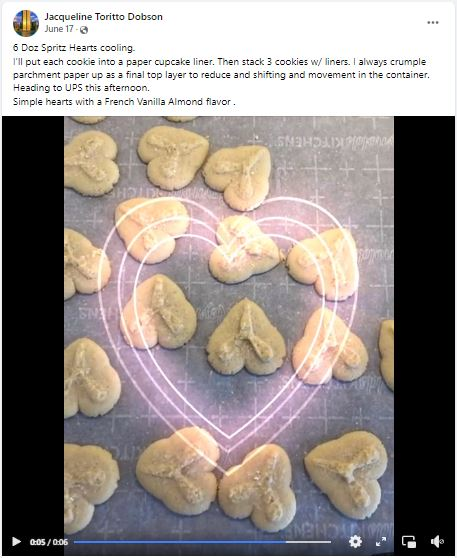 Jacqueline Toritto Dobson
June 17 ·
6 Doz Spritz Hearts cooling.
I'll put each cookie into a paper cupcake liner. Then stack 3 cookies w/ liners. I always crumple
parchment paper up as a final top layer to reduce and shifting and movement in the container.
Heading to UPS this afternoon.
Simple hearts with a French Vanilla Almond flavor .
KITCHENS
0:05 / 0:06